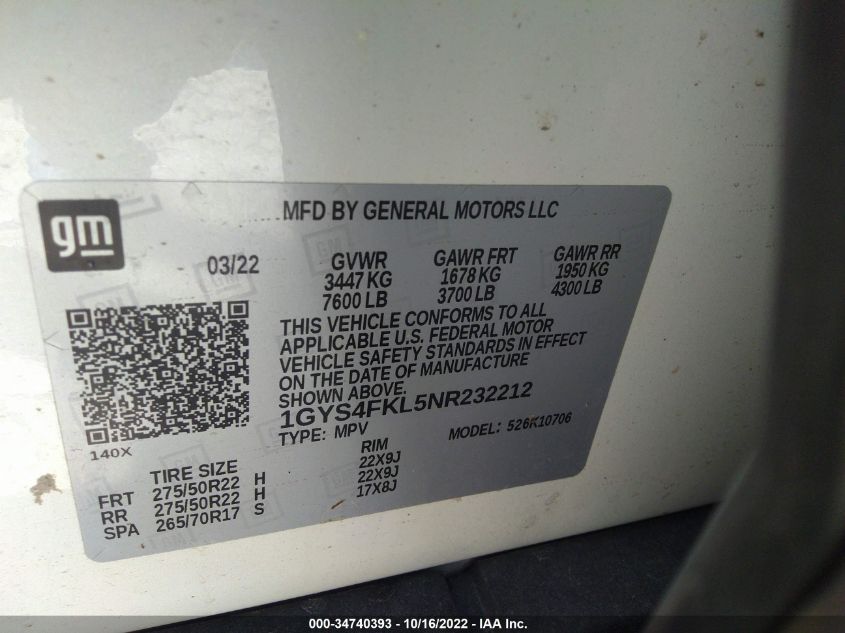 gm
MFD BY GENERAL MOTORS LLC
03/22
GVWR GAWR FRT GAWR RR
3447 KG 1678 KG 1950 KG
7600 LB 3700 LB 4300 LB
THIS VEHICLE CONFORMS TO ALL
APPLICABLE U.S. FEDERAL MOTOR
VEHICLE SAFETY STANDARDS IN EFFECT
ON THE DATE OF MANUFACTURE
SHOWN ABOVE.
1GYS4FKL5NR232212
TYPE: MPV MODEL: 526K10706
140X
TIRE SIZE RIM
FRT 275/50R22 H 22X9J
RR 275/50R22 H 22X9J
SPA 265/70R17 S 17X8J
000-34740393 - 10/16/2022 - IAA Inc.